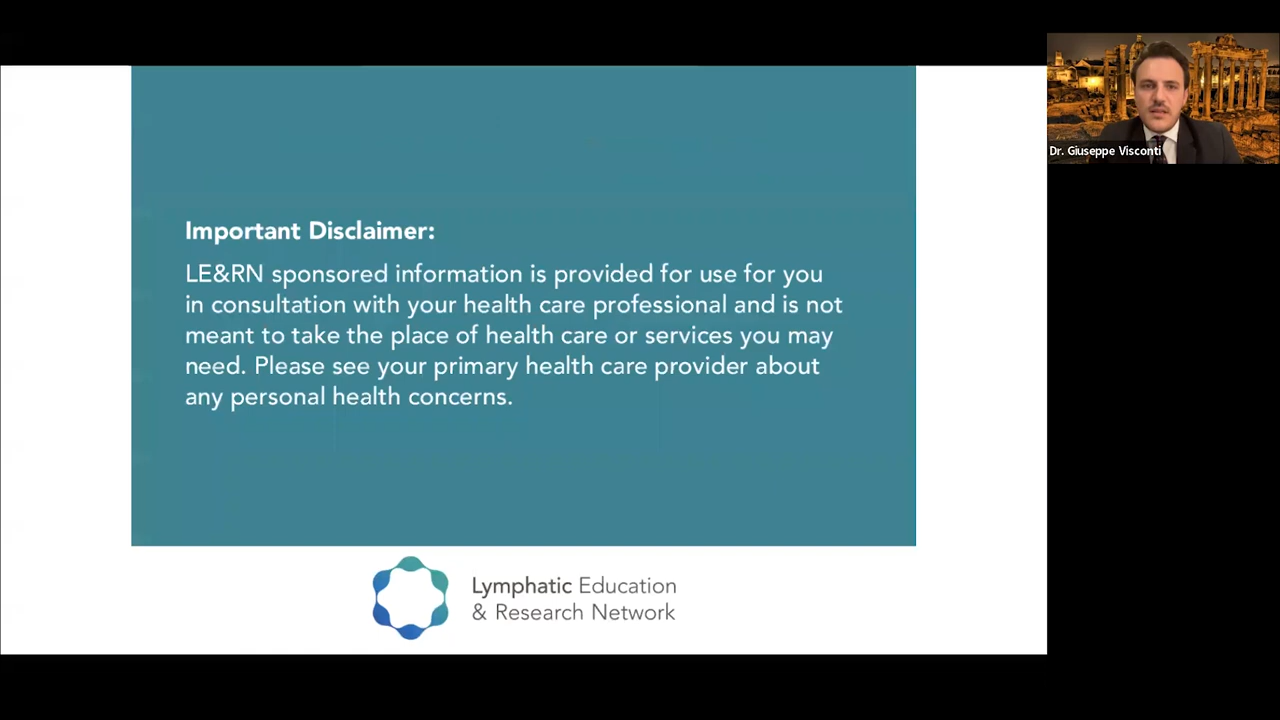 Important Disclaimer:
LE&RN sponsored information is provided for use for you
in consultation with your health care professional and is not
meant to take the place of health care or services you may
need. Please see your primary health care provider about
any personal health concerns.
Lymphatic Education
& Research Network
Dr. Giuseppe Visconti